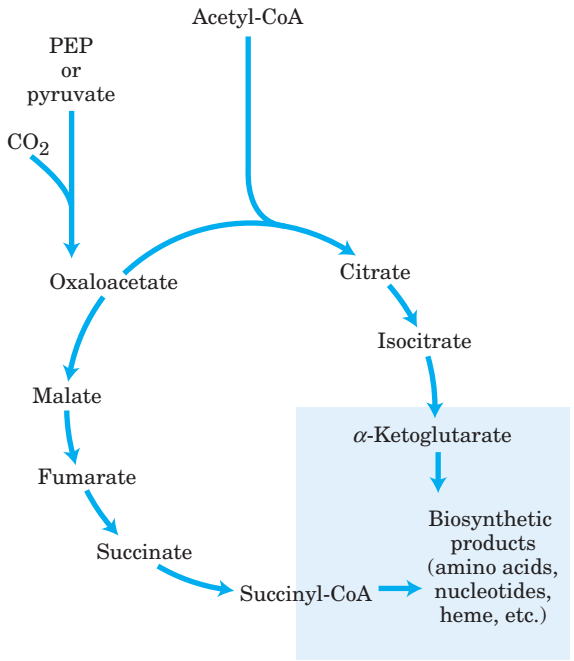 Acetyl-CoA
PEP
or
pyruvate
CO₂
Oxaloacetate
Citrate
Isocitrate
Malate
α-Ketoglutarate
Fumarate
Biosynthetic
products
(amino acids,
nucleotides,
heme, etc.)
Succinate
Succinyl-CoA